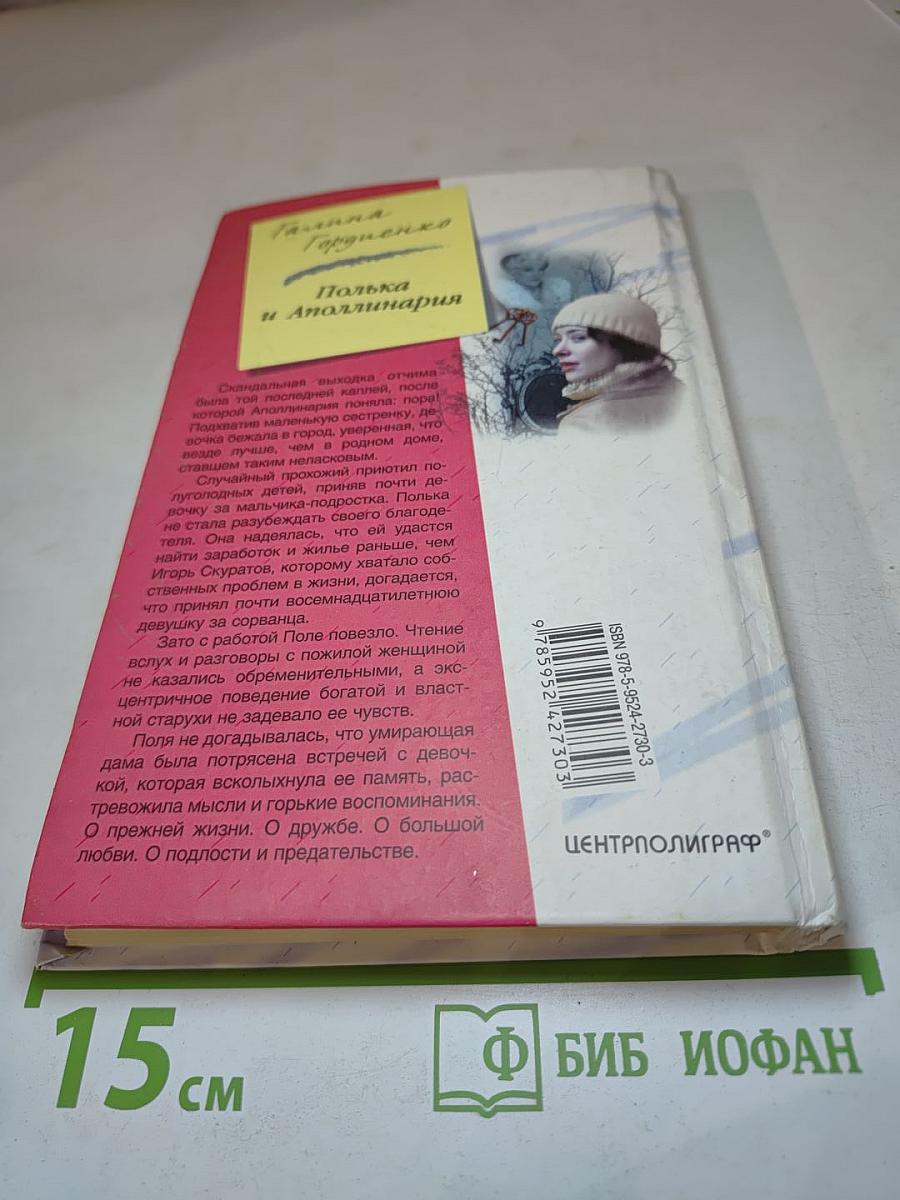 Галина
Гордиенко
Полька
и Аполлинария
Скандальная выходка отчима
была той последней каплей, после
которой Аполлинария поняла: пора!
Подхватив маленькую сестренку, де-
вочка бежала в город, уверенная, что
везде лучше, чем в родном доме,
ставшем таким неласковым.
Случайный прохожий приютил по-
луголодных детей, приняв почти де-
вочку за мальчика-подростка. Полька
не стала разубеждать своего благоде-
теля. Она надеялась, что ей удастся
найти заработок и жилье раньше, чем
Игорь Скуратов, которому хватало соб-
ственных проблем в жизни, догадается,
что принял почти восемнадцатилетнюю
девушку за сорванца.
Зато с работой Поле повезло. Чтение
вслух и разговоры с пожилой женщиной
не казались обременительными, а экс-
центричное поведение богатой и власт-
ной старухи не задевало ее чувств.
Поля не догадывалась, что умирающая
дама была потрясена встречей с девоч-
кой, которая всколыхнула ее память, рас-
тревожила мысли и горькие воспоминания.
О прежней жизни. О дружбе. О большой
любви. О подлости и предательстве.
ISBN 978-5-9524-2730-3
9 785952 427303
ЦЕНТРПОЛИГРАФ®
15 см
Ф БИБ ИОФАН